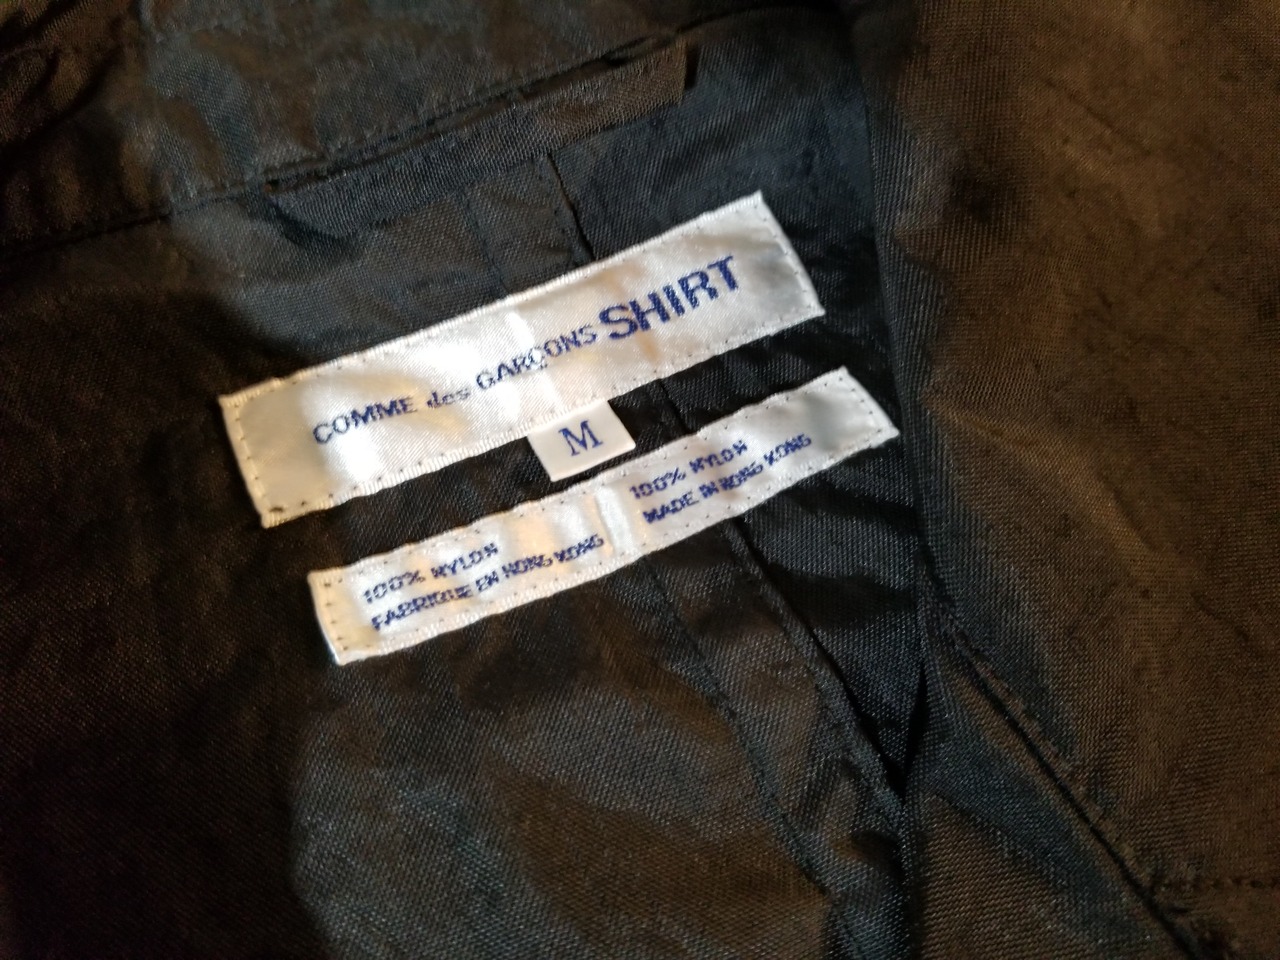 COMME des GARÇONS SHIRT
M
100% NYLON
FABRIQUE EN HONG KONG
100% NYLON
MADE IN HONG KONG